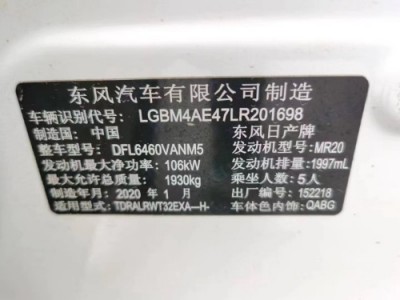 东风汽车有限公司制造
车辆识别代号: LGBM4AE47LR201698
制造国: 中国 东风日产牌
整车型号: DFL6460VANM5 发动机型号: MR20
发动机最大净功率: 106kW 发动机排量: 1997mL
最大允许总质量: 1930kg 乘坐人数: 5人
制造年月: 2020年1月 出厂编号: 152218
适用型式: TDRALRWT32EXA—H- 车体色内饰: QABG